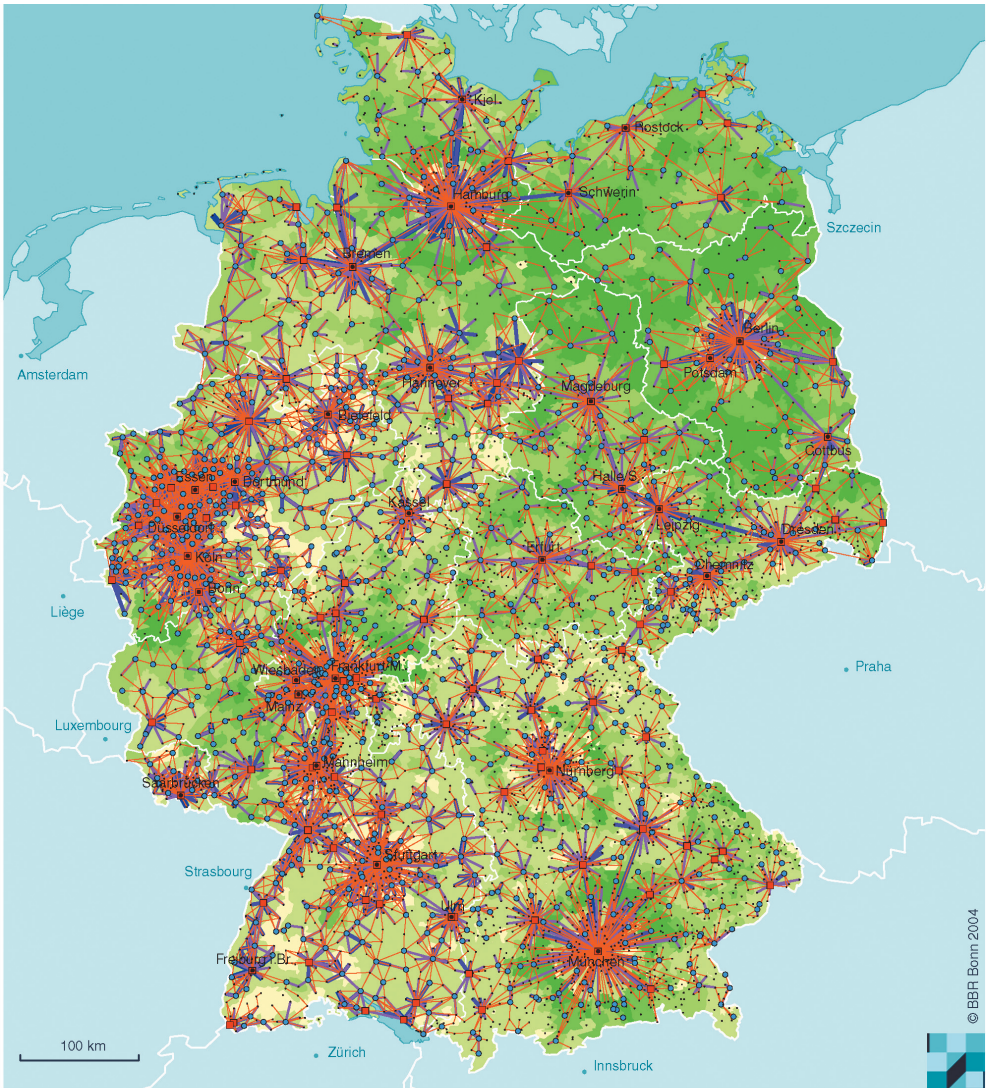 Kiel
Rostock
Hamburg
Schwerin
Szczecin
Bremen
Berlin
Amsterdam
Hannover
Potsdam
Magdeburg
Bielefeld
Cottbus
Essen
Dortmund
Halle/S.
Kassel
Leipzig
Düsseldorf
Dresden
Erfurt
Köln
Chemnitz
Bonn
Liège
Wiesbaden
Frankfurt/M.
Praha
Mainz
Luxembourg
Mannheim
Nürnberg
Saarbrücken
Stuttgart
Strasbourg
Ulm
Freiburg i.Br.
München
© BBR Bonn 2004
100 km
Zürich
Innsbruck